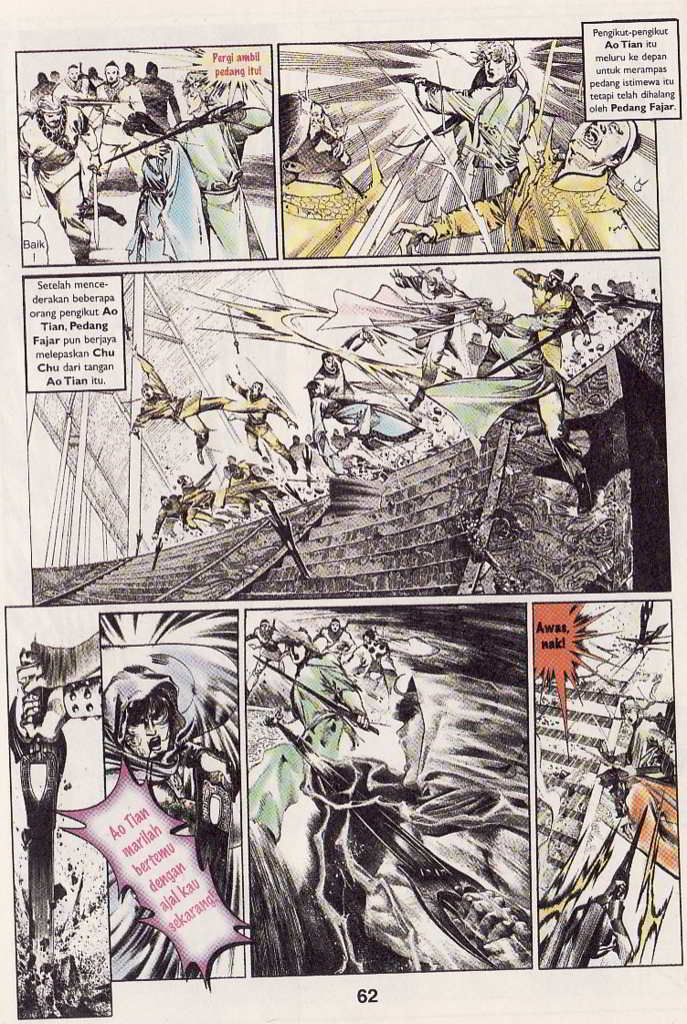 Pergi ambil
pedang itu!
Baik
!
Pengikut-pengikut
Ao Tian itu
meluru ke depan
untuk merampas
pedang istimewa itu
tetapi telah dihalang
oleh Pedang Fajar.
Setelah mence-
derakan beberapa
orang pengikut Ao
Tian, Pedang
Fajar pun berjaya
melepaskan Chu
Chu dari tangan
Ao Tian itu.
Ao Tian
marilah
bertemu
dengan
ajal kau
sekarang!
Awas,
nak!
62